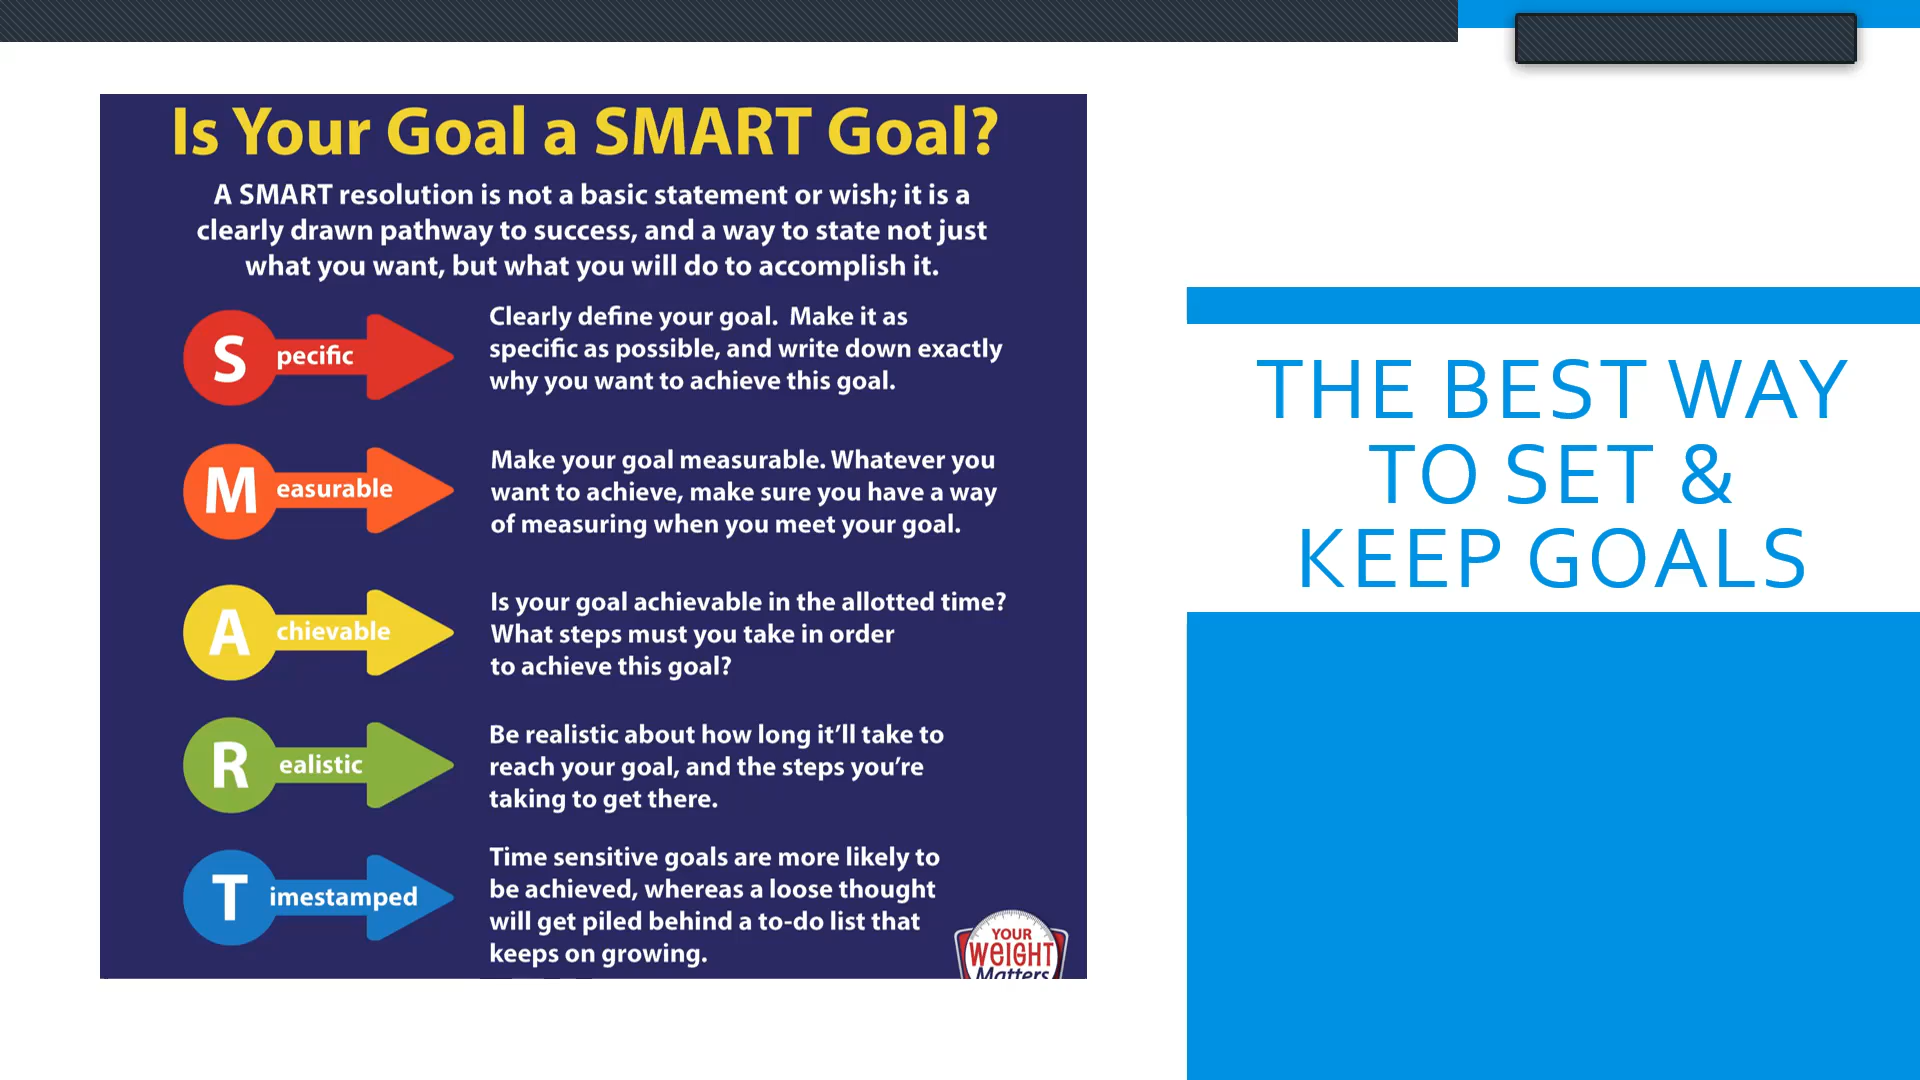 Is Your Goal a SMART Goal?
A SMART resolution is not a basic statement or wish; it is a
clearly drawn pathway to success, and a way to state not just
what you want, but what you will do to accomplish it.
Specific
Clearly define your goal.  Make it as
specific as possible, and write down exactly
why you want to achieve this goal.
Measurable
Make your goal measurable. Whatever you
want to achieve, make sure you have a way
of measuring when you meet your goal.
Achievable
Is your goal achievable in the allotted time?
What steps must you take in order
to achieve this goal?
Realistic
Be realistic about how long it’ll take to
reach your goal, and the steps you’re
taking to get there.
Timestamped
Time sensitive goals are more likely to
be achieved, whereas a loose thought
will get piled behind a to-do list that
keeps on growing.
YOUR
WEIGHT
Matters
THE BEST WAY
TO SET &
KEEP GOALS